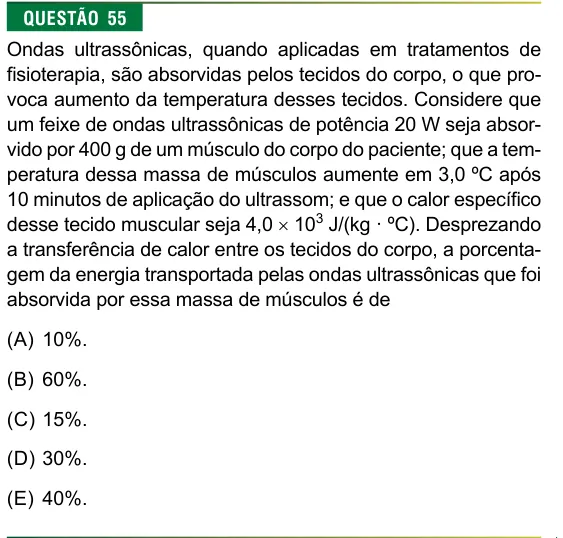 QUESTÃO 55
Ondas ultrassônicas, quando aplicadas em tratamentos de
fisioterapia, são absorvidas pelos tecidos do corpo, o que pro-
voca aumento da temperatura desses tecidos. Considere que
um feixe de ondas ultrassônicas de potência 20 W seja absor-
vido por 400 g de um músculo do corpo do paciente; que a tem-
peratura dessa massa de músculos aumente em 3,0 ºC após
10 minutos de aplicação do ultrassom; e que o calor específico
desse tecido muscular seja 4,0 × 10³ J/(kg · ºC). Desprezando
a transferência de calor entre os tecidos do corpo, a porcenta-
gem da energia transportada pelas ondas ultrassônicas que foi
absorvida por essa massa de músculos é de
(A) 10%.
(B) 60%.
(C) 15%.
(D) 30%.
(E) 40%.